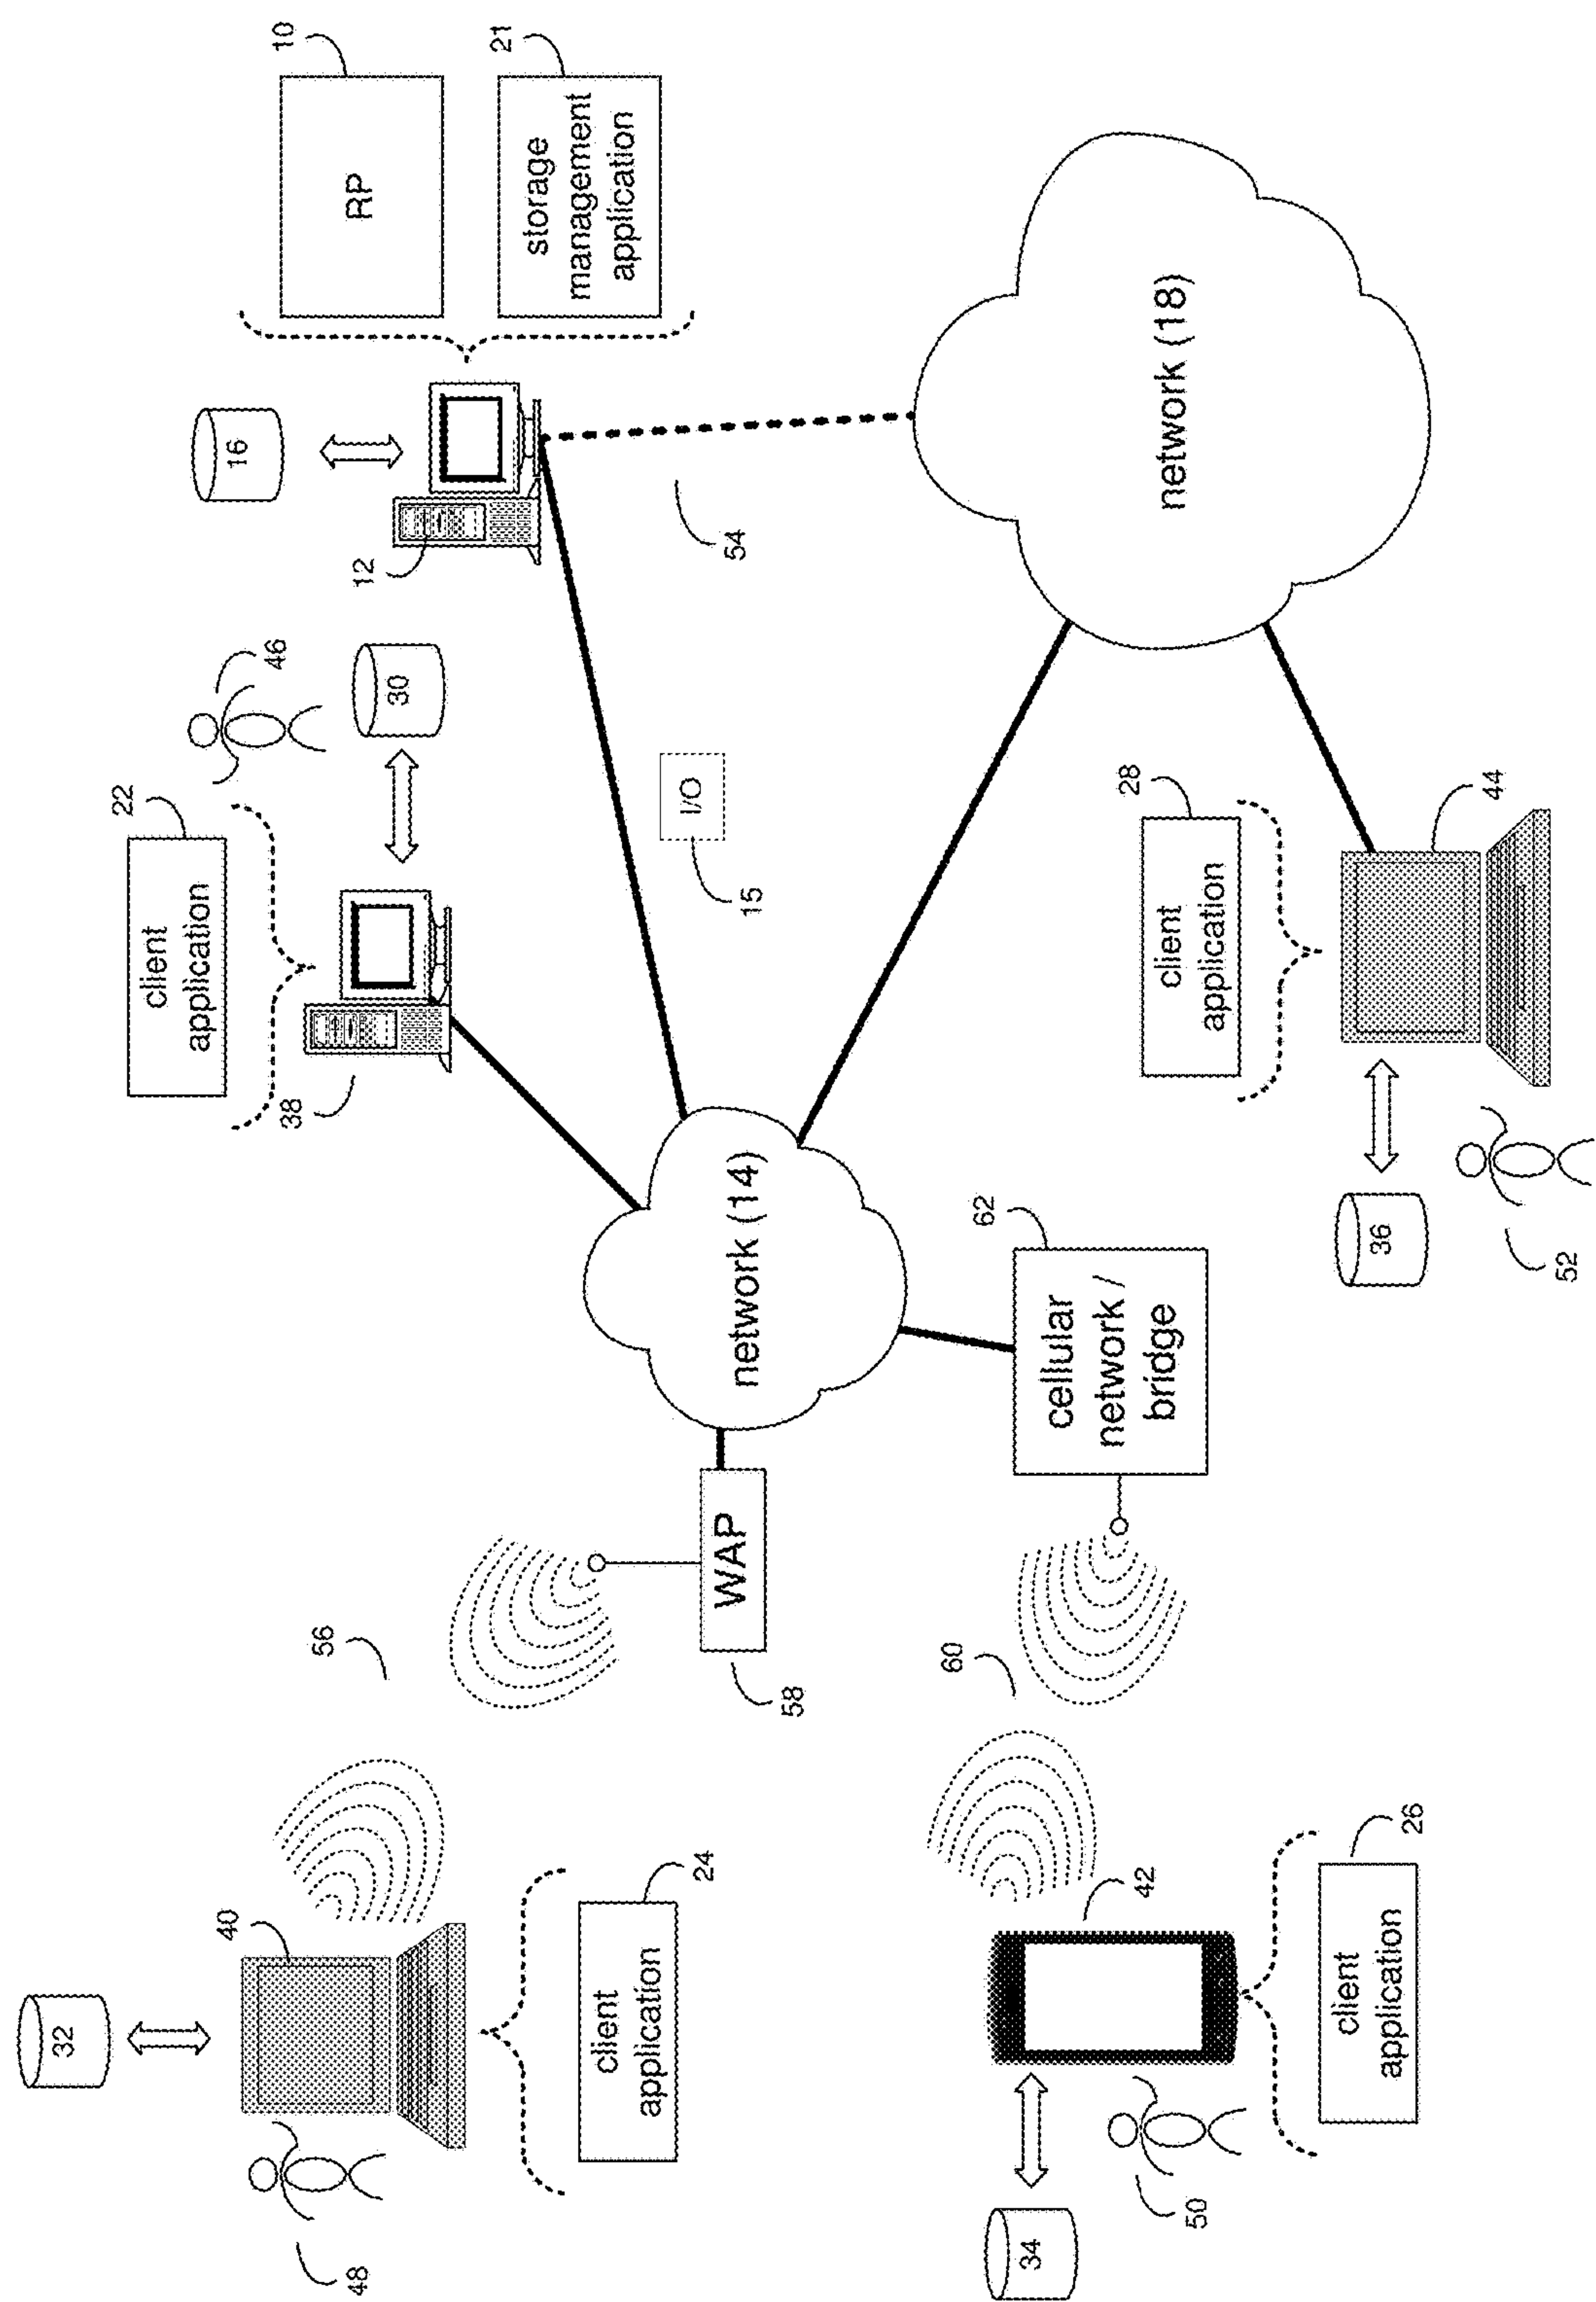 32
48
40
client
application
24
56
WAP
58
client
application
22
38
46
30
16
12
RP
10
storage
management
application
21
I/O
15
54
network (14)
network (18)
34
50
42
client
application
26
60
cellular
network /
bridge
62
client
application
28
44
36
52